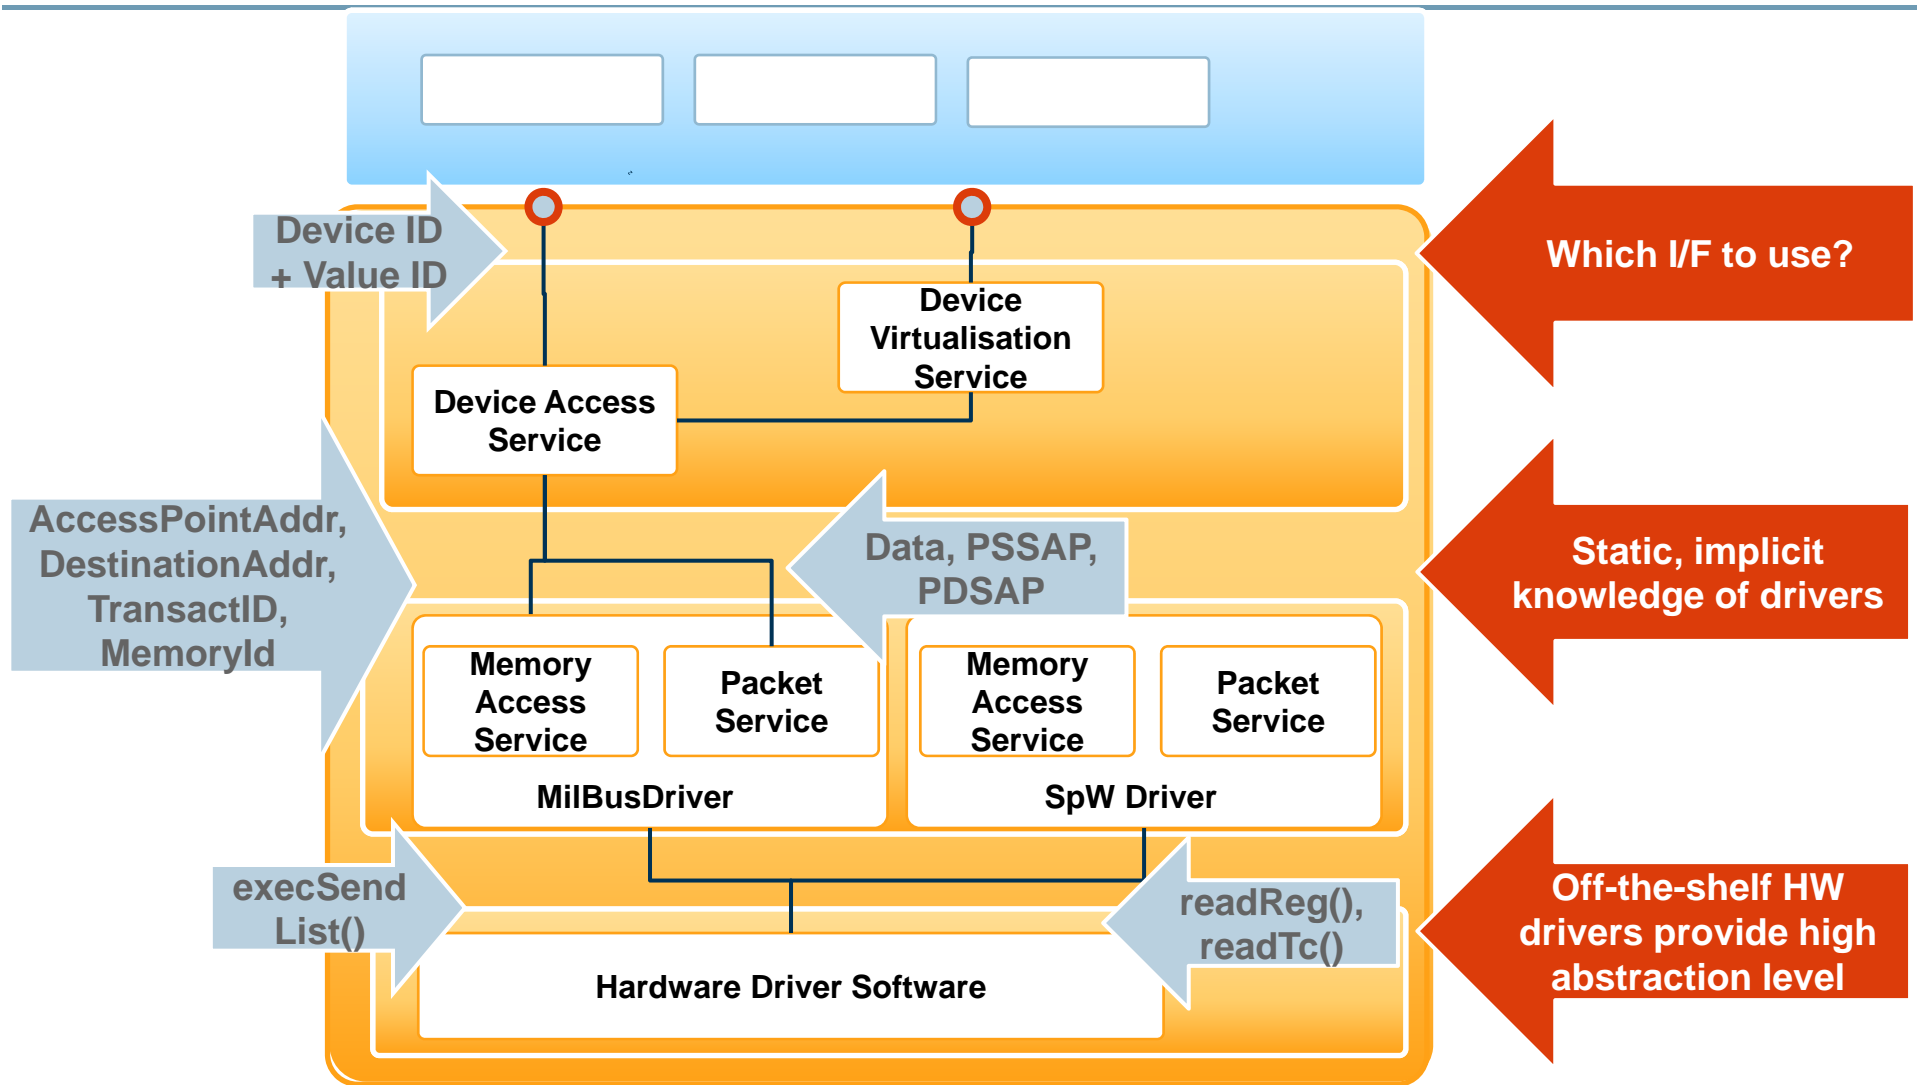 Device ID
+ Value ID
Which I/F to use?
Device
Virtualisation
Service
Device Access
Service
AccessPointAddr,
DestinationAddr,
TransactID,
MemoryId
Data, PSSAP,
PDSAP
Static, implicit
knowledge of drivers
Memory
Access
Service
Packet
Service
MilBusDriver
Memory
Access
Service
Packet
Service
SpW Driver
execSend
List()
readReg(),
readTc()
Off-the-shelf HW
drivers provide high
abstraction level
Hardware Driver Software